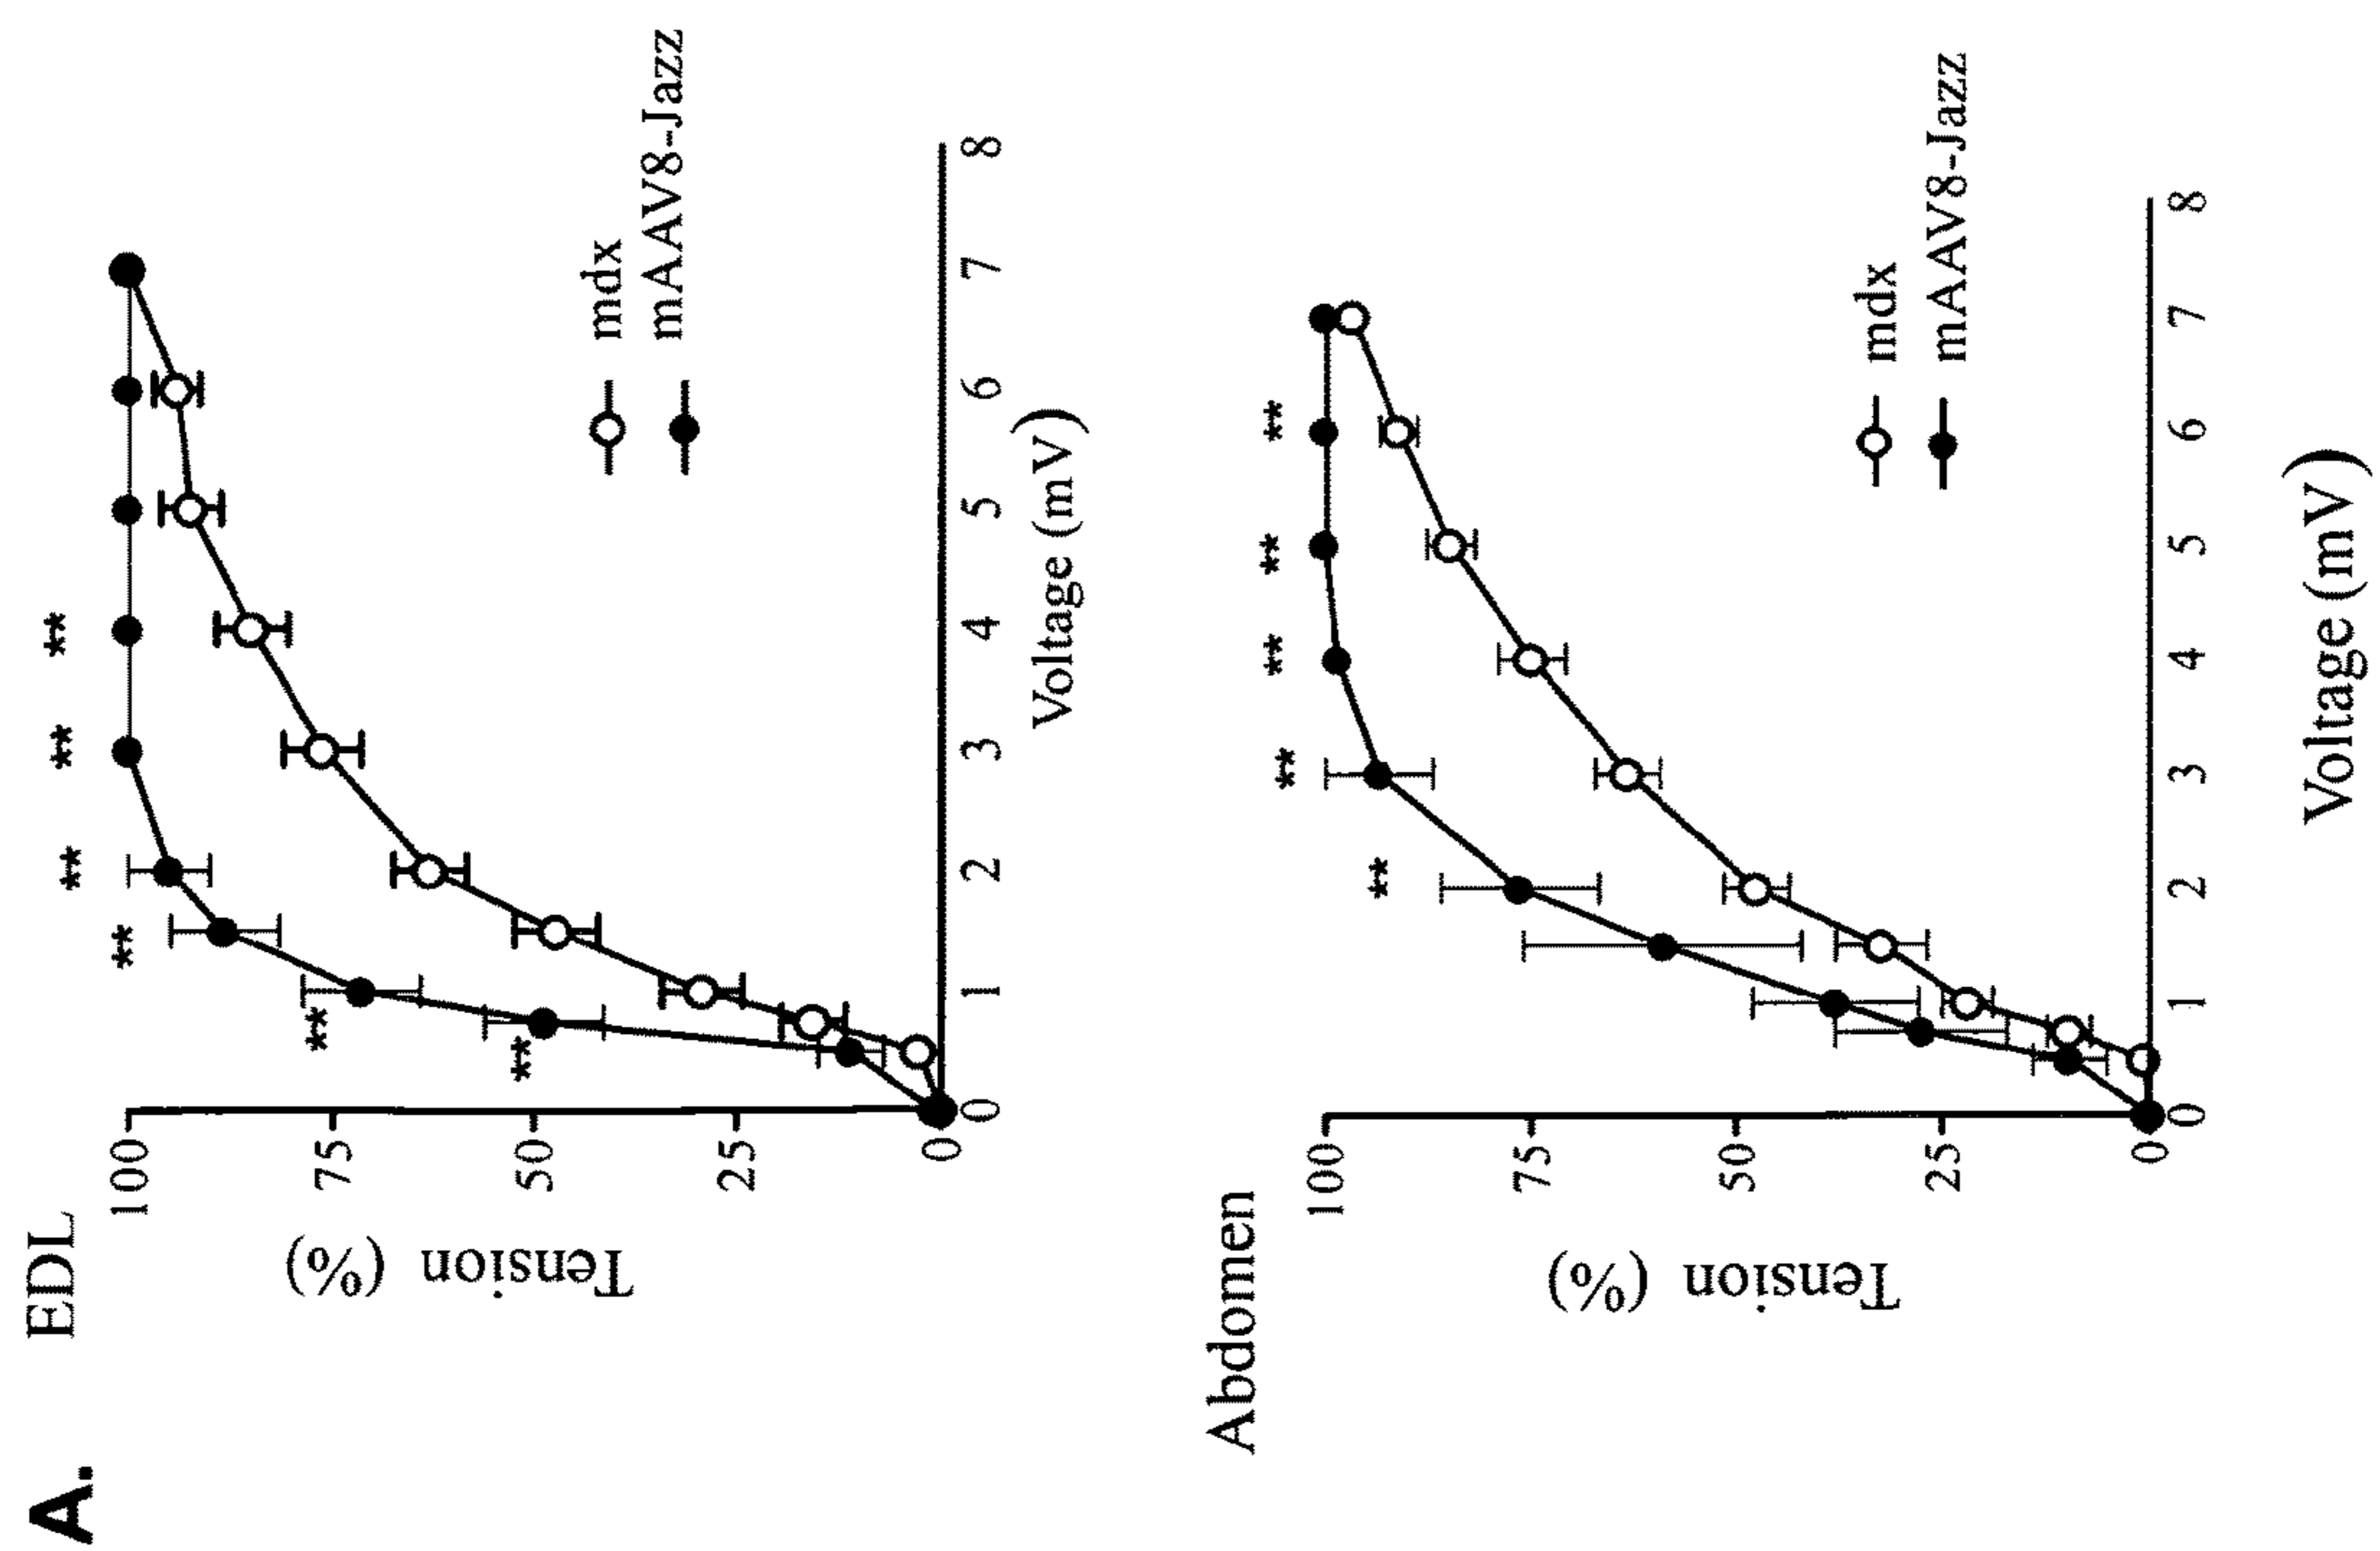 A.
EDL
Tension (%)
100
75
50
25
0
**
**
**
**
**
**
0 1 2 3 4 5 6 7 8
Voltage (mV)
mdx
mAAV8-Jazz
Abdomen
Tension (%)
100
75
50
25
0
**
**
**
**
**
0 1 2 3 4 5 6 7 8
Voltage (mV)
mdx
mAAV8-Jazz